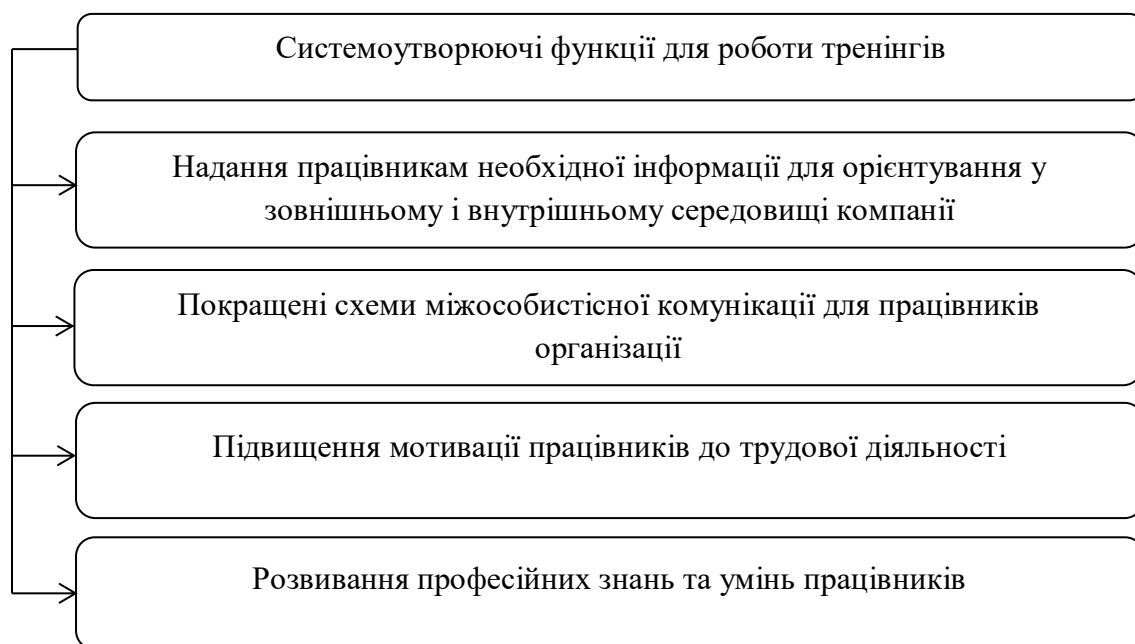 Системоутворюючі функції для роботи тренінгів
Надання працівникам необхідної інформації для орієнтування у
зовнішньому і внутрішньому середовищі компанії
Покращені схеми міжособистісної комунікації для працівників
організації
Підвищення мотивації працівників до трудової діяльності
Розвивання професійних знань та умінь працівників